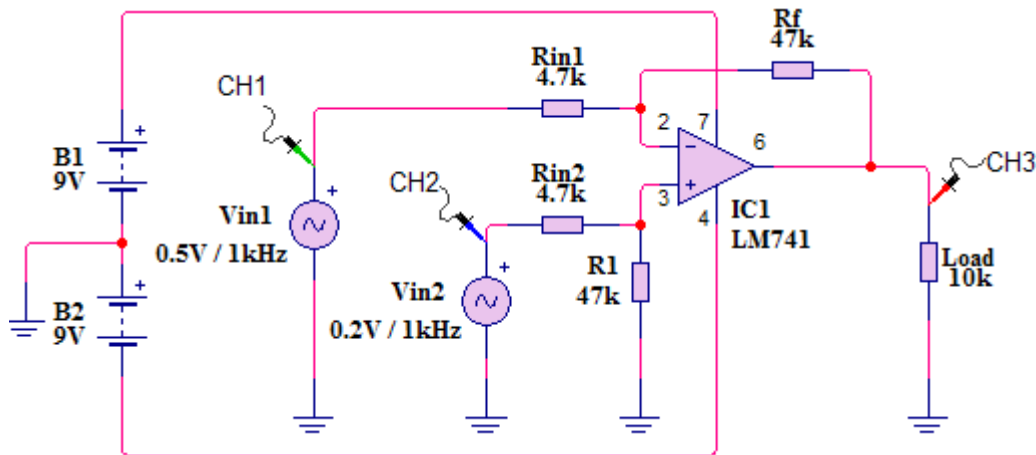 Rf
47k
Rin1
4.7k
CH1
2
7
6
B1
9V
CH2
Rin2
4.7k
3
4
CH3
Vin1
0.5V / 1kHz
IC1
LM741
R1
47k
Load
10k
Vin2
0.2V / 1kHz
B2
9V